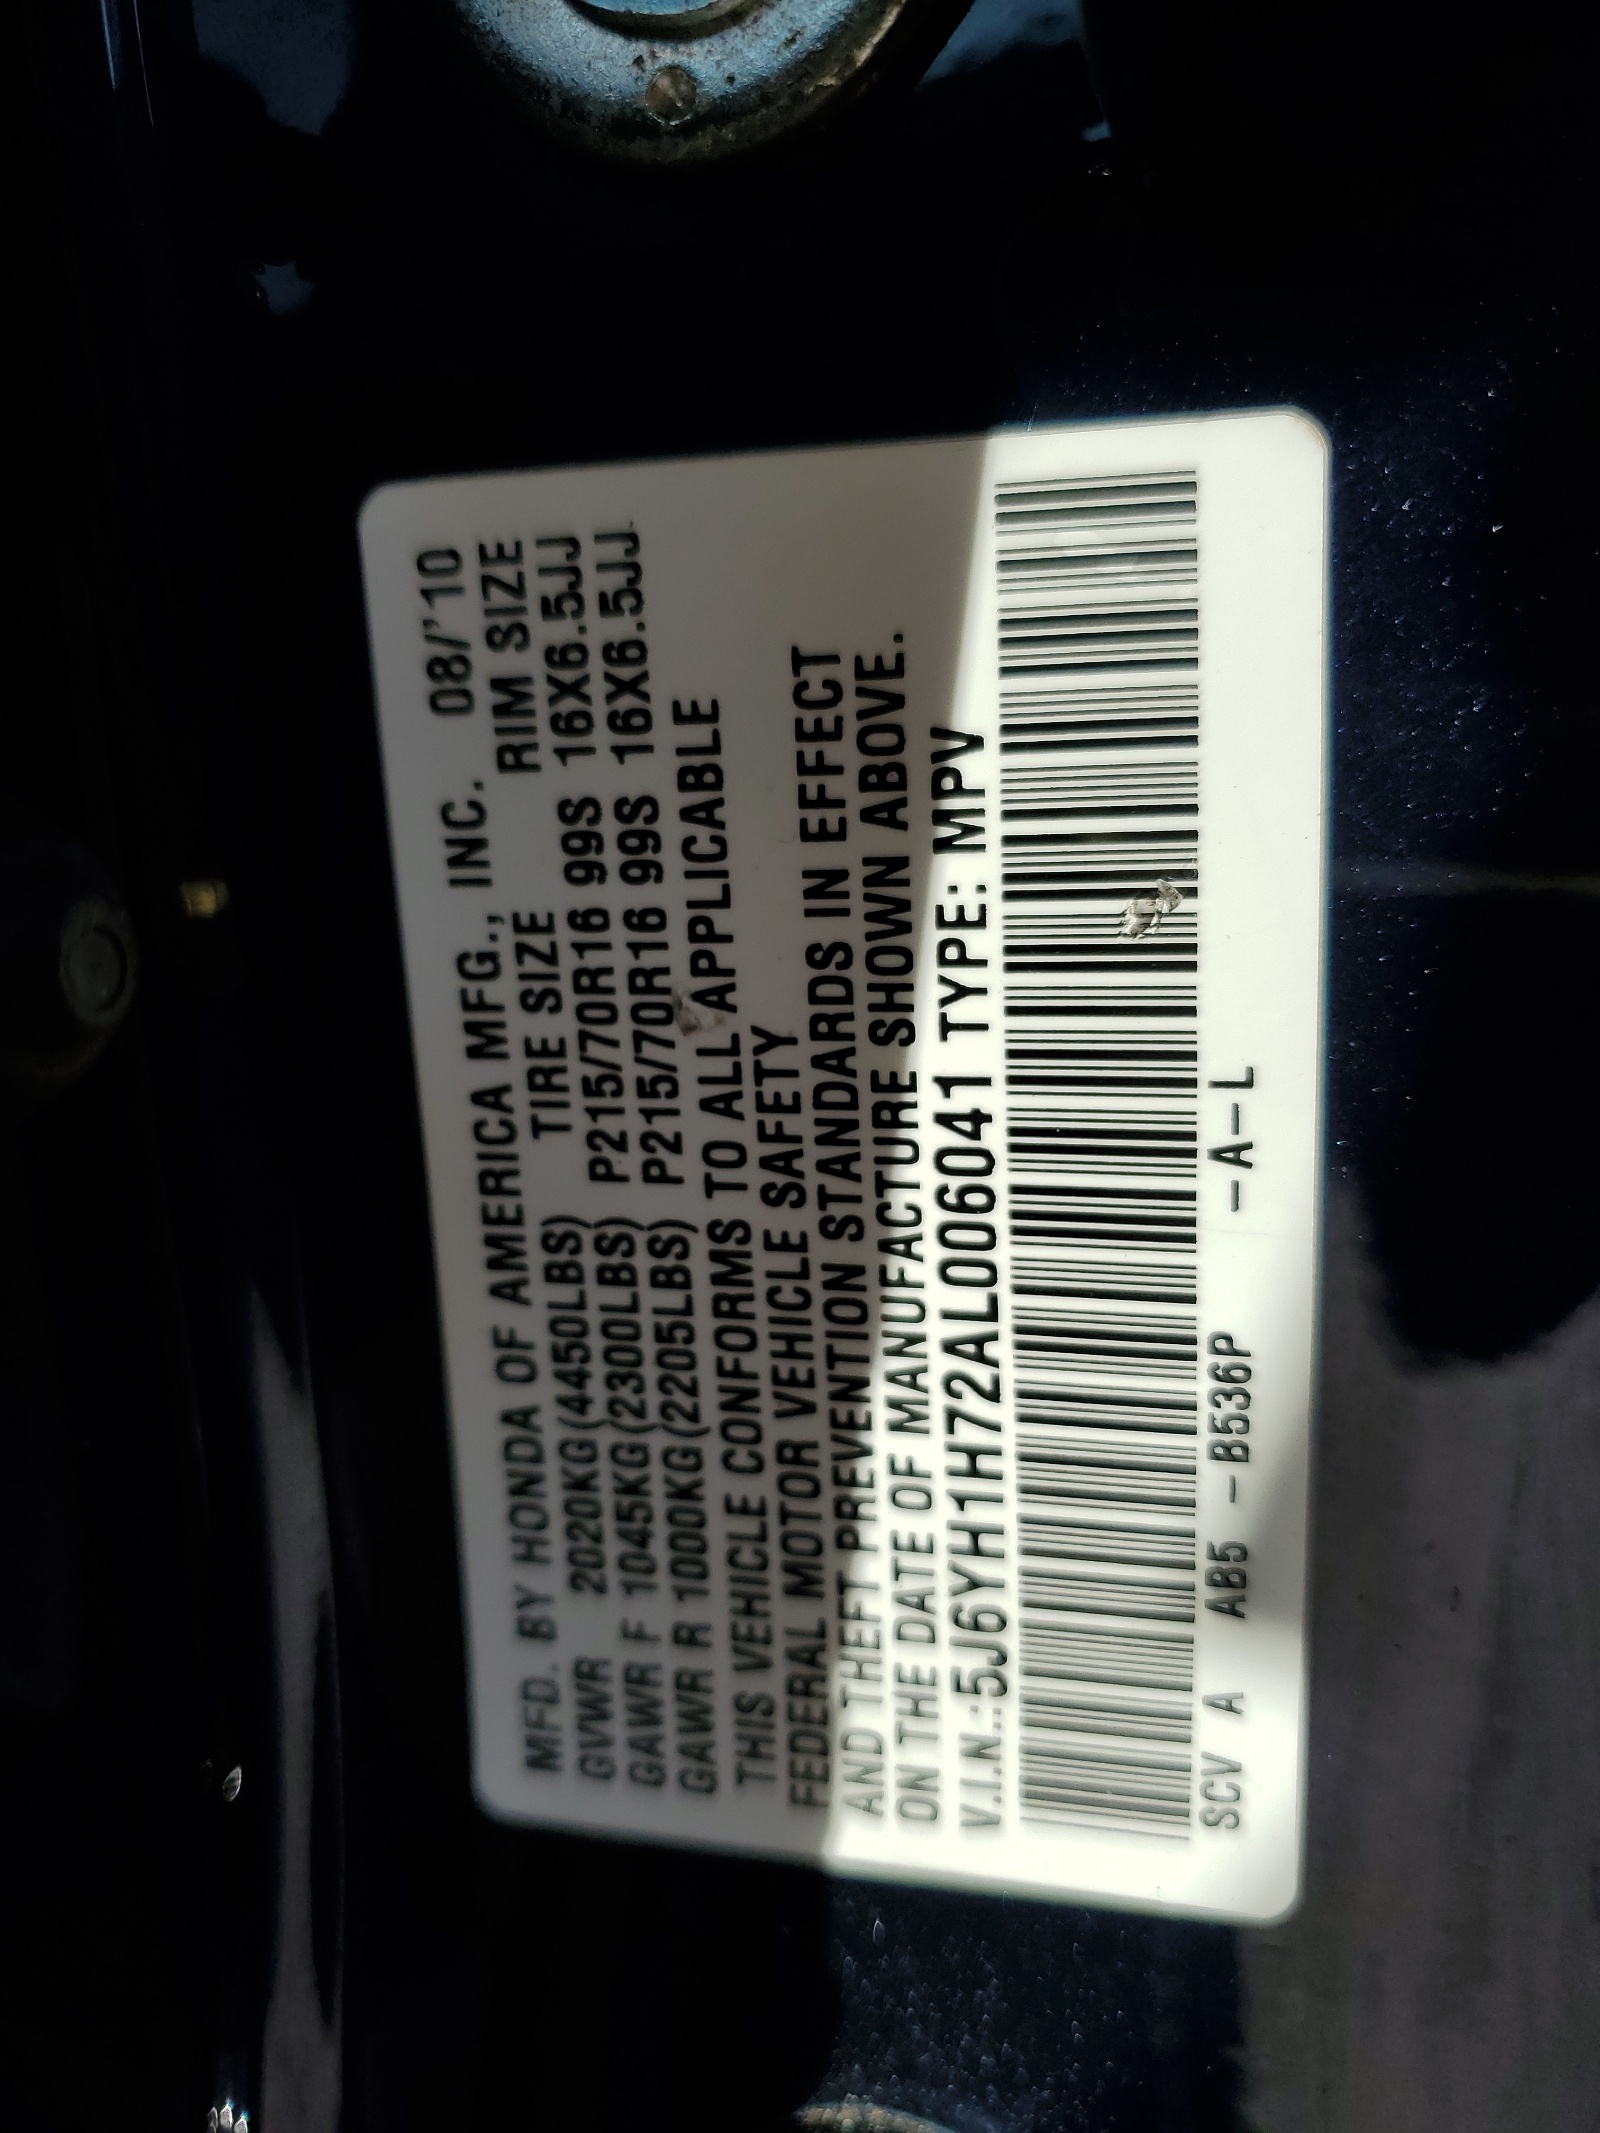 MFD. BY HONDA OF AMERICA MFG., INC. 08/'10
TIRE SIZE RIM SIZE
GVWR 2020KG(4450LBS)
GAWR F 1045KG(2300LBS) P215/70R16 99S 16X6.5JJ
GAWR R 1000KG(2205LBS) P215/70R16 99S 16X6.5JJ
THIS VEHICLE CONFORMS TO ALL APPLICABLE
FEDERAL MOTOR VEHICLE SAFETY
AND THEFT PREVENTION STANDARDS IN EFFECT
ON THE DATE OF MANUFACTURE SHOWN ABOVE.
V.I.N.:5J6YH1H72AL006041 TYPE: MPV
SCV A AB5 -B536P -A-L